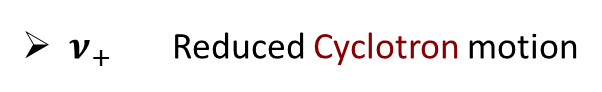 ➢ ν₊ Reduced Cyclotron motion